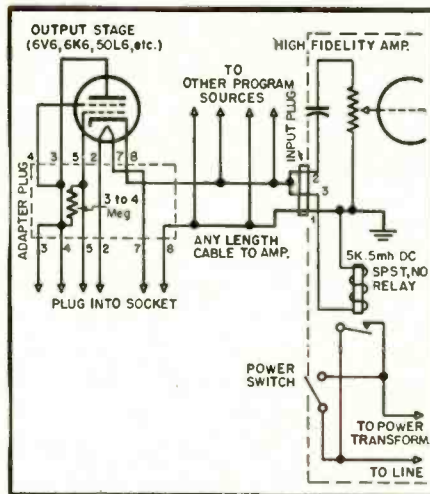 OUTPUT STAGE
(6V6, 6K6, 50L6, etc.)
HIGH FIDELITY AMP.
TO
OTHER PROGRAM
SOURCES
INPUT PLUG
4 3 5 2 7 8
2
3
1
ADAPTER PLUG
3 to 4
Meg
3 4 5 2 7 8
ANY LENGTH
CABLE TO AMP.
PLUG INTO SOCKET
5K.5mh DC
SPST, NO
RELAY
POWER
SWITCH
TO POWER
TRANSFORM
TO LINE